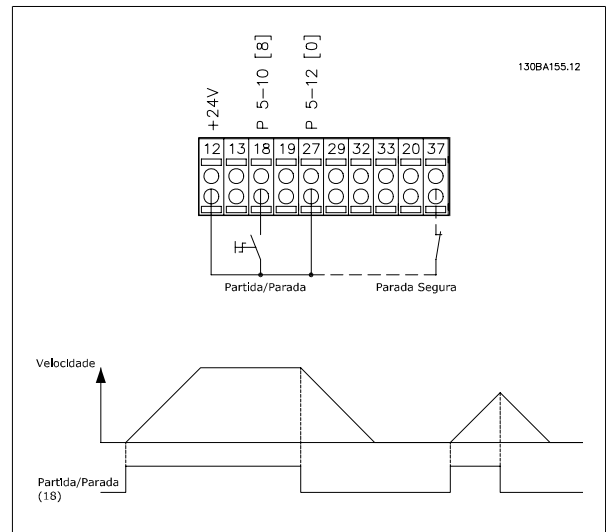 130BA155.12
+24V
P 5-10 [8]
P 5-12 [0]
12 13 18 19 27 29 32 33 20 37
Partida/Parada
Parada Segura
Velocidade
Partida/Parada
(18)